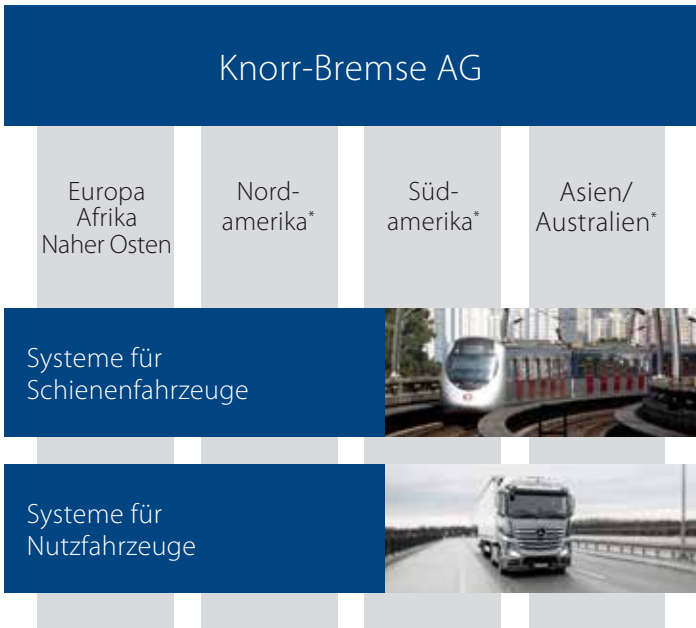 Knorr-Bremse AG
Europa
Afrika
Naher Osten
Nord-
amerika*
Süd-
amerika*
Asien/
Australien*
Systeme für
Schienenfahrzeuge
Systeme für
Nutzfahrzeuge